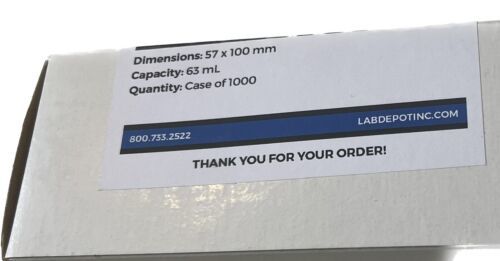 Dimensions: 57 x 100 mm
Capacity: 63 mL
Quantity: Case of 1000
800.733.2522
LABDEPOTINC.COM
THANK YOU FOR YOUR ORDER!